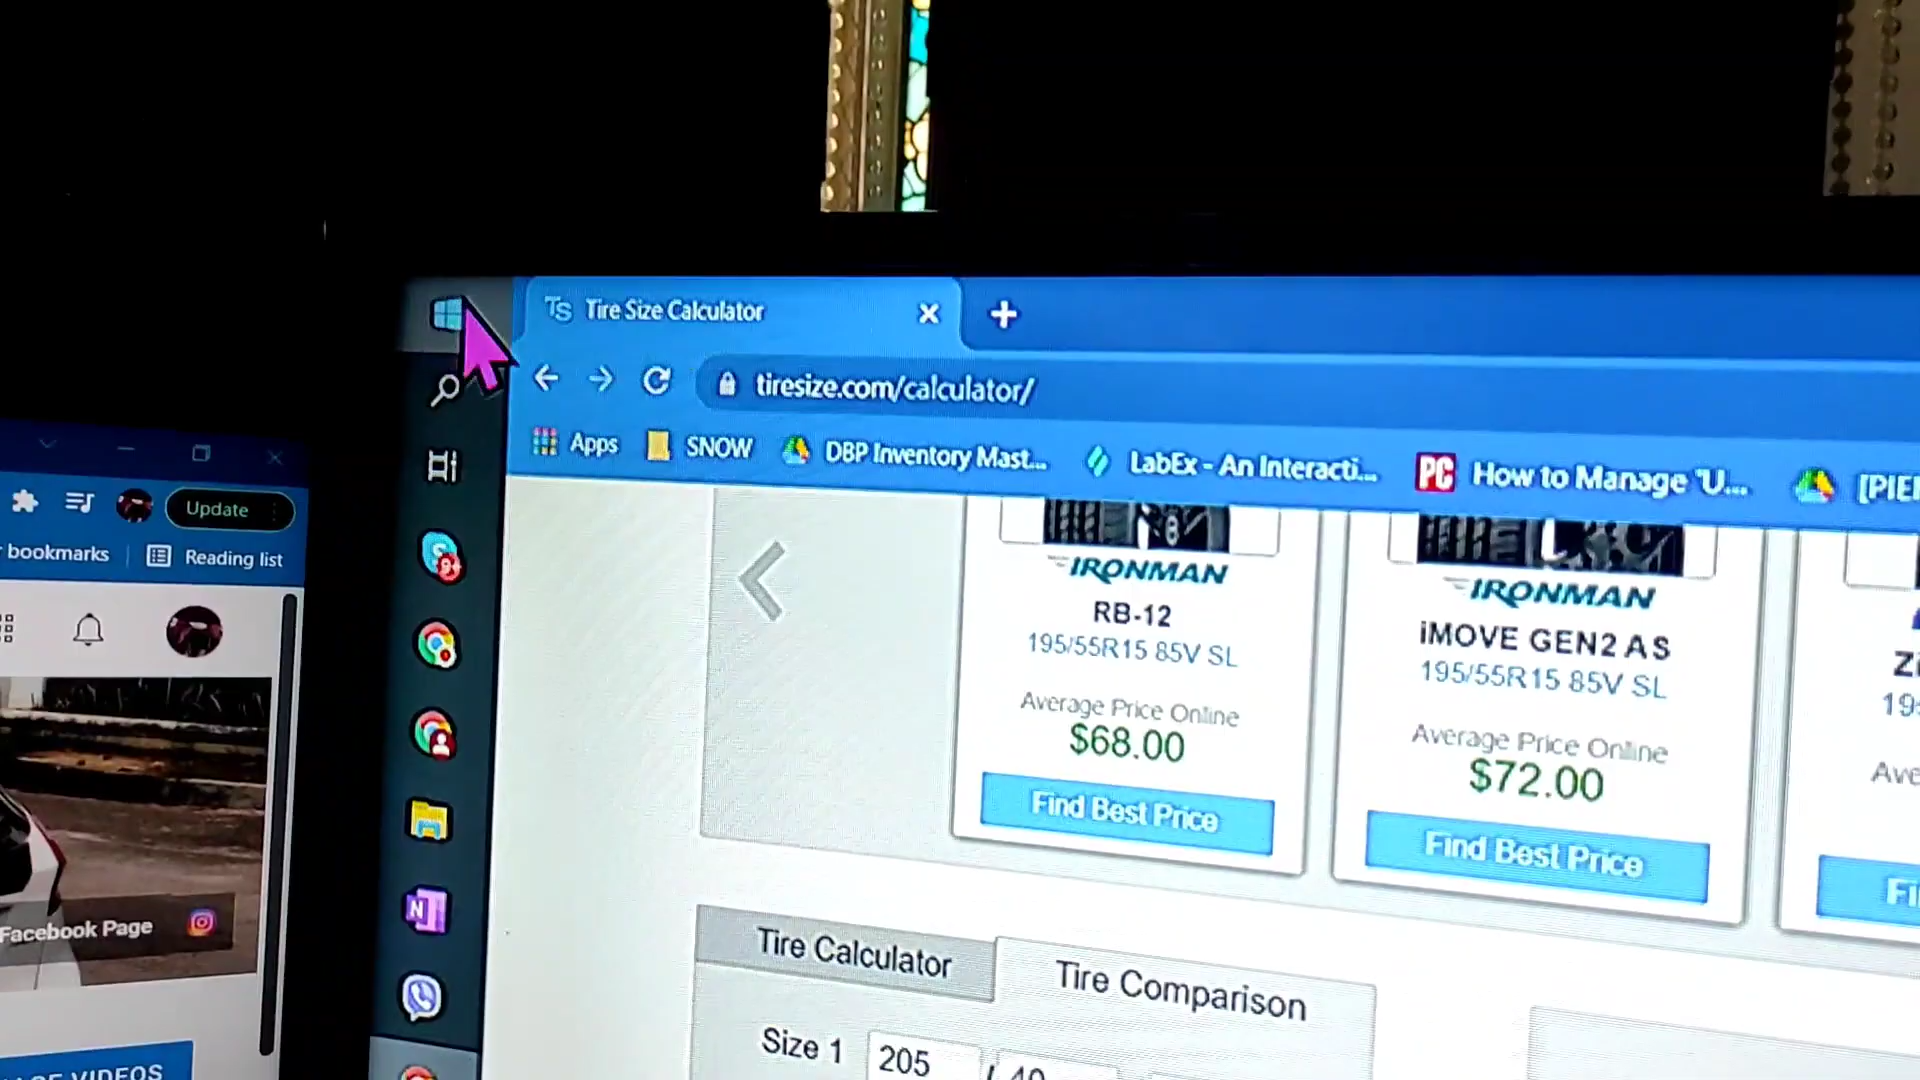 Tire Size Calculator
tiresize.com/calculator/
Apps SNOW DBP Inventory Mast... LabEx - An Interacti... PC How to Manage "U... [PIE
Update
bookmarks Reading list
9+
IRONMAN
RB-12
195/55R15 85V SL
Average Price Online
$68.00
Find Best Price
IRONMAN
iMOVE GEN2 AS
195/55R15 85V SL
Average Price Online
$72.00
Find Best Price
Facebook Page
VIDEOS
Tire Calculator
Tire Comparison
Size 1 205 /